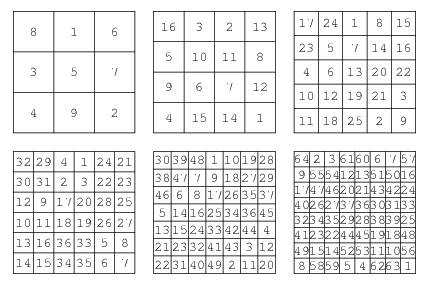 8 1 6
3 5 7
4 9 2
16 3 2 13
5 10 11 8
9 6 7 12
4 15 14 1
17 24 1 8 15
23 5 7 14 16
4 6 13 20 22
10 12 19 21 3
11 18 25 2 9
32 29 4 1 24 21
30 31 2 3 22 23
12 9 17 20 28 25
10 11 18 19 26 27
13 16 36 33 5 8
14 15 34 35 6 7
30 39 48 1 10 19 28
38 47 7 9 18 27 29
46 6 8 17 26 35 37
5 14 16 25 34 36 45
13 15 24 33 42 44 4
21 23 32 41 43 3 12
22 31 40 49 2 11 20
64 2 3 61 60 6 7 57
9 55 54 12 13 51 50 16
17 47 46 20 21 43 42 24
40 26 27 37 36 30 31 33
32 34 35 29 28 38 39 25
41 23 22 44 45 19 18 48
49 15 14 52 53 11 10 56
8 58 59 5 4 62 63 1